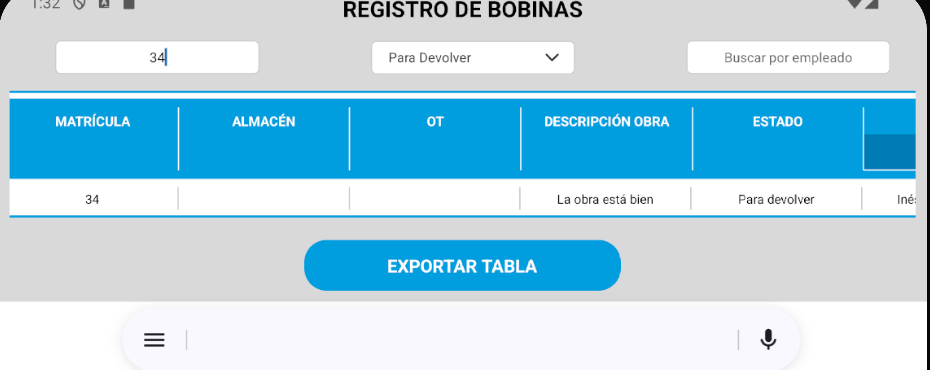 1:32
REGISTRO DE BOBINAS
34
Para Devolver
Buscar por empleado
MATRÍCULA ALMACÉN OT DESCRIPCIÓN OBRA ESTADO
34 La obra está bien Para devolver Iné
EXPORTAR TABLA